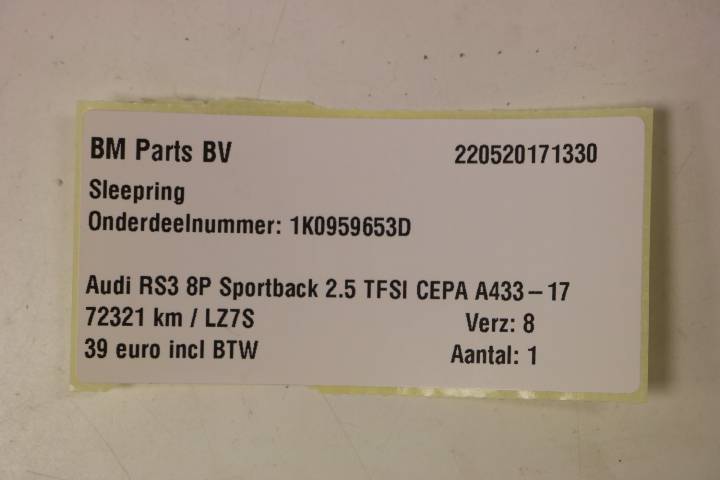 BM Parts BV 220520171330
Sleepring
Onderdeelnummer: 1K0959653D
Audi RS3 8P Sportback 2.5 TFSI CEPA A433-17
72321 km / LZ7S Verz: 8
39 euro incl BTW Aantal: 1